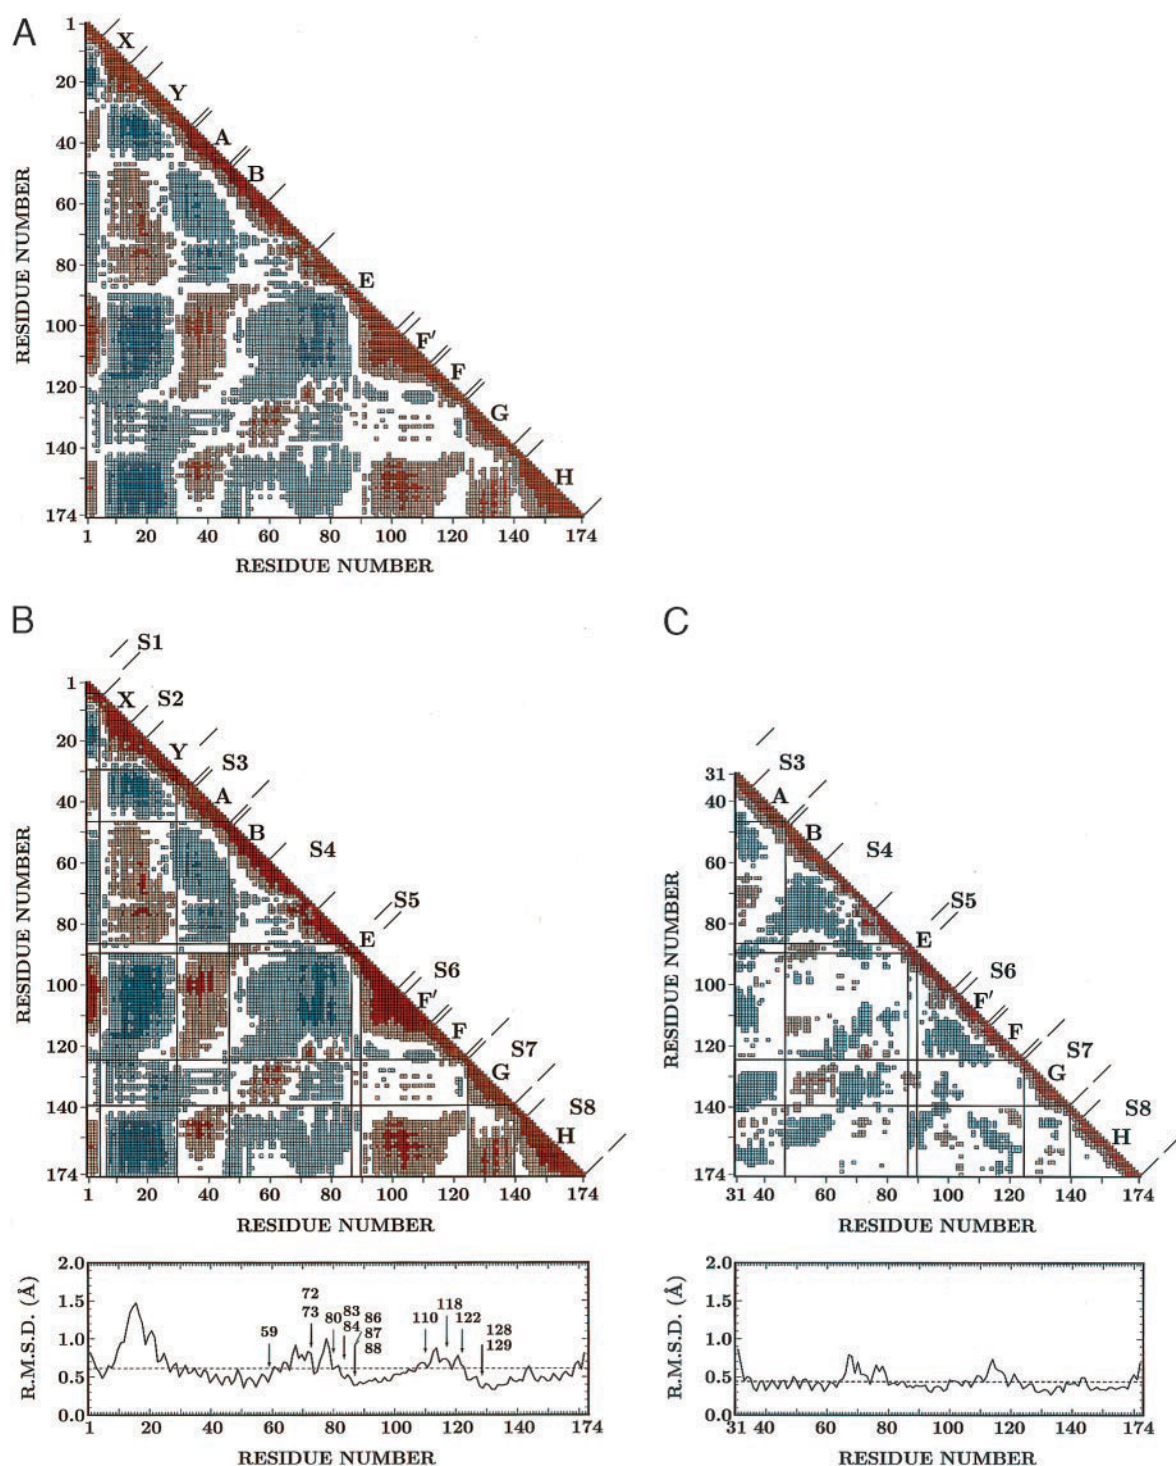 A
1
20
40
60
80
100
120
140
174
RESIDUE NUMBER
X
Y
A
B
E
F'
F
G
H
1 20 40 60 80 100 120 140 174
RESIDUE NUMBER
B
1
20
40
60
80
100
120
140
174
RESIDUE NUMBER
S1
X
S2
Y
S3
A
B
S4
S5
E
S6
F'
F
S7
G
S8
H
1 20 40 60 80 100 120 140 174
RESIDUE NUMBER
2.0
1.5
1.0
0.5
0.0
R.M.S.D. (Å)
59
72
73
80
83
84
86
87
88
110
118
122
128
129
1 20 40 60 80 100 120 140 174
RESIDUE NUMBER
C
31
40
60
80
100
120
140
174
RESIDUE NUMBER
S3
A
B
S4
S5
E
S6
F'
F
S7
G
S8
H
31 40 60 80 100 120 140 174
RESIDUE NUMBER
2.0
1.5
1.0
0.5
0.0
R.M.S.D. (Å)
31 40 60 80 100 120 140 174
RESIDUE NUMBER